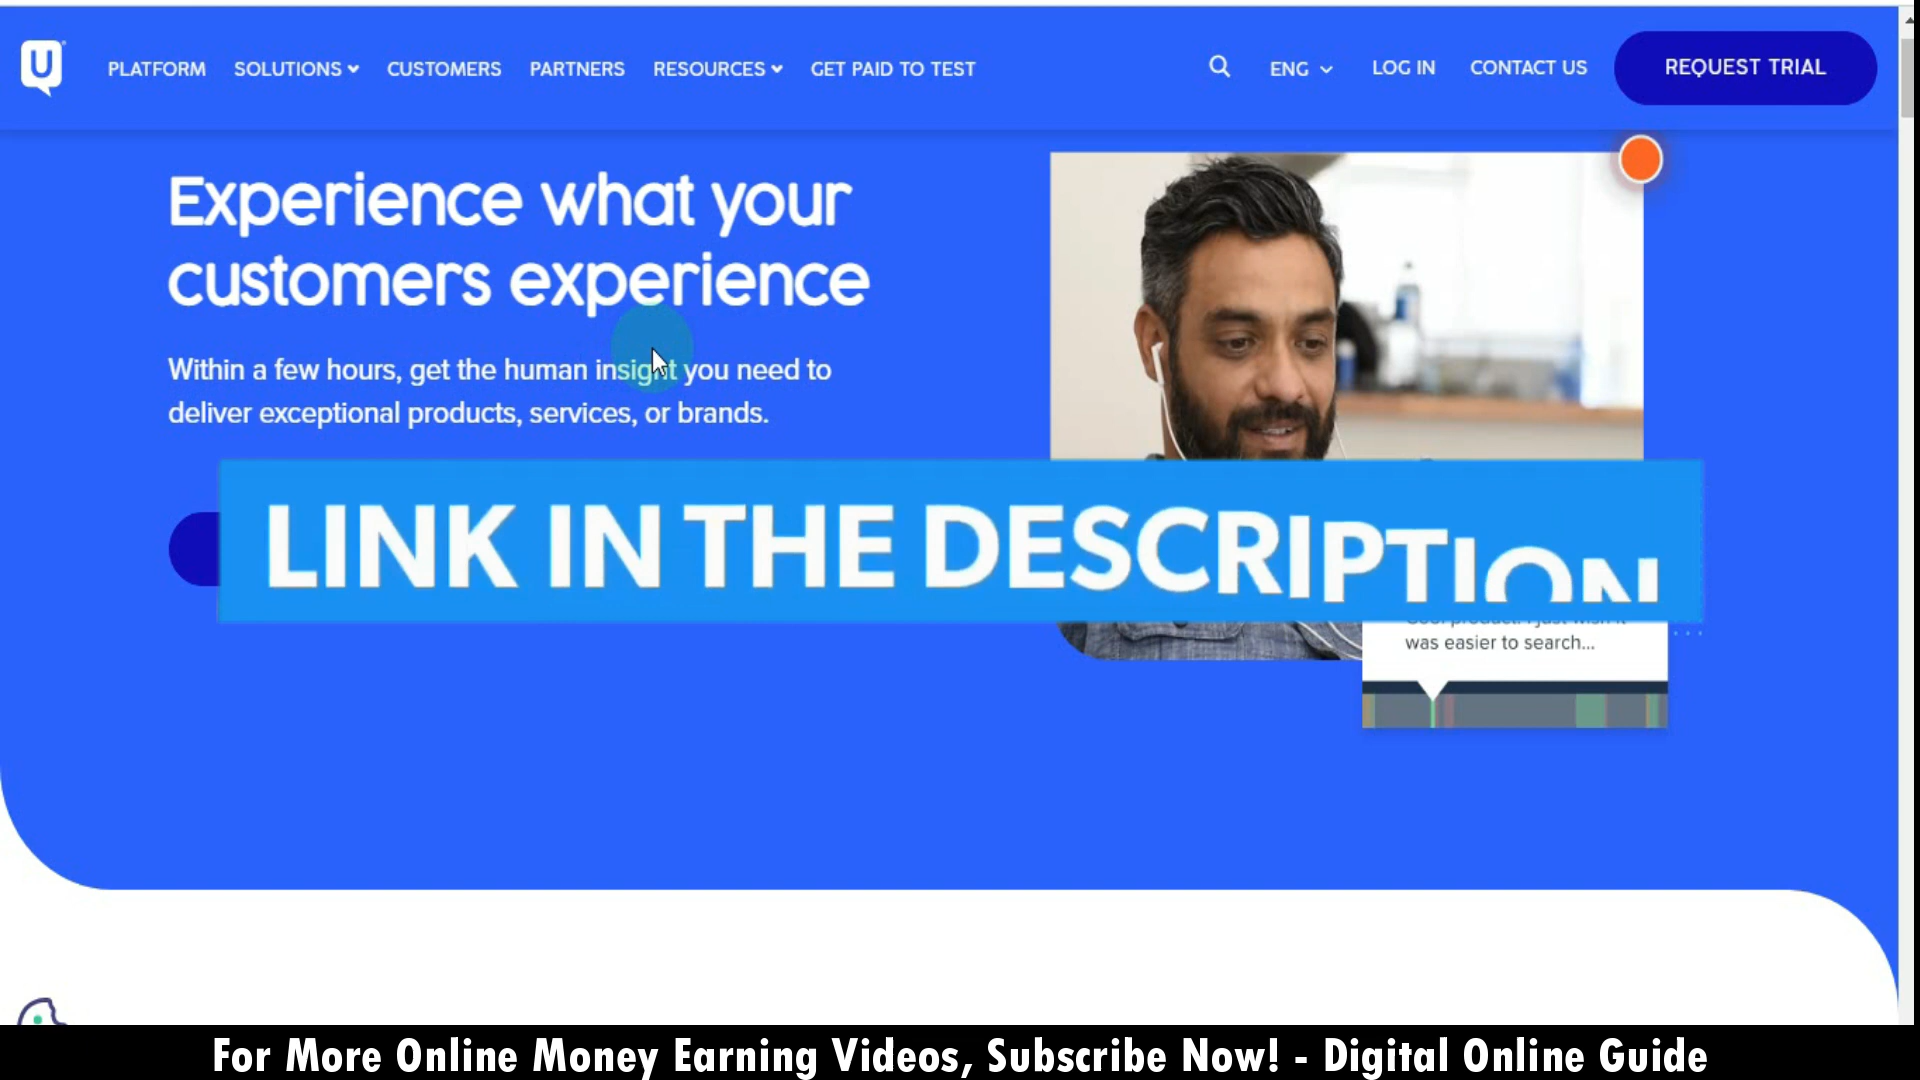 U
PLATFORM SOLUTIONS CUSTOMERS PARTNERS RESOURCES GET PAID TO TEST ENG LOG IN CONTACT US REQUEST TRIAL
Experience what your
customers experience
Within a few hours, get the human insight you need to
deliver exceptional products, services, or brands.
LINK IN THE DESCRIPTION
was easier to search...
For More Online Money Earning Videos, Subscribe Now! - Digital Online Guide